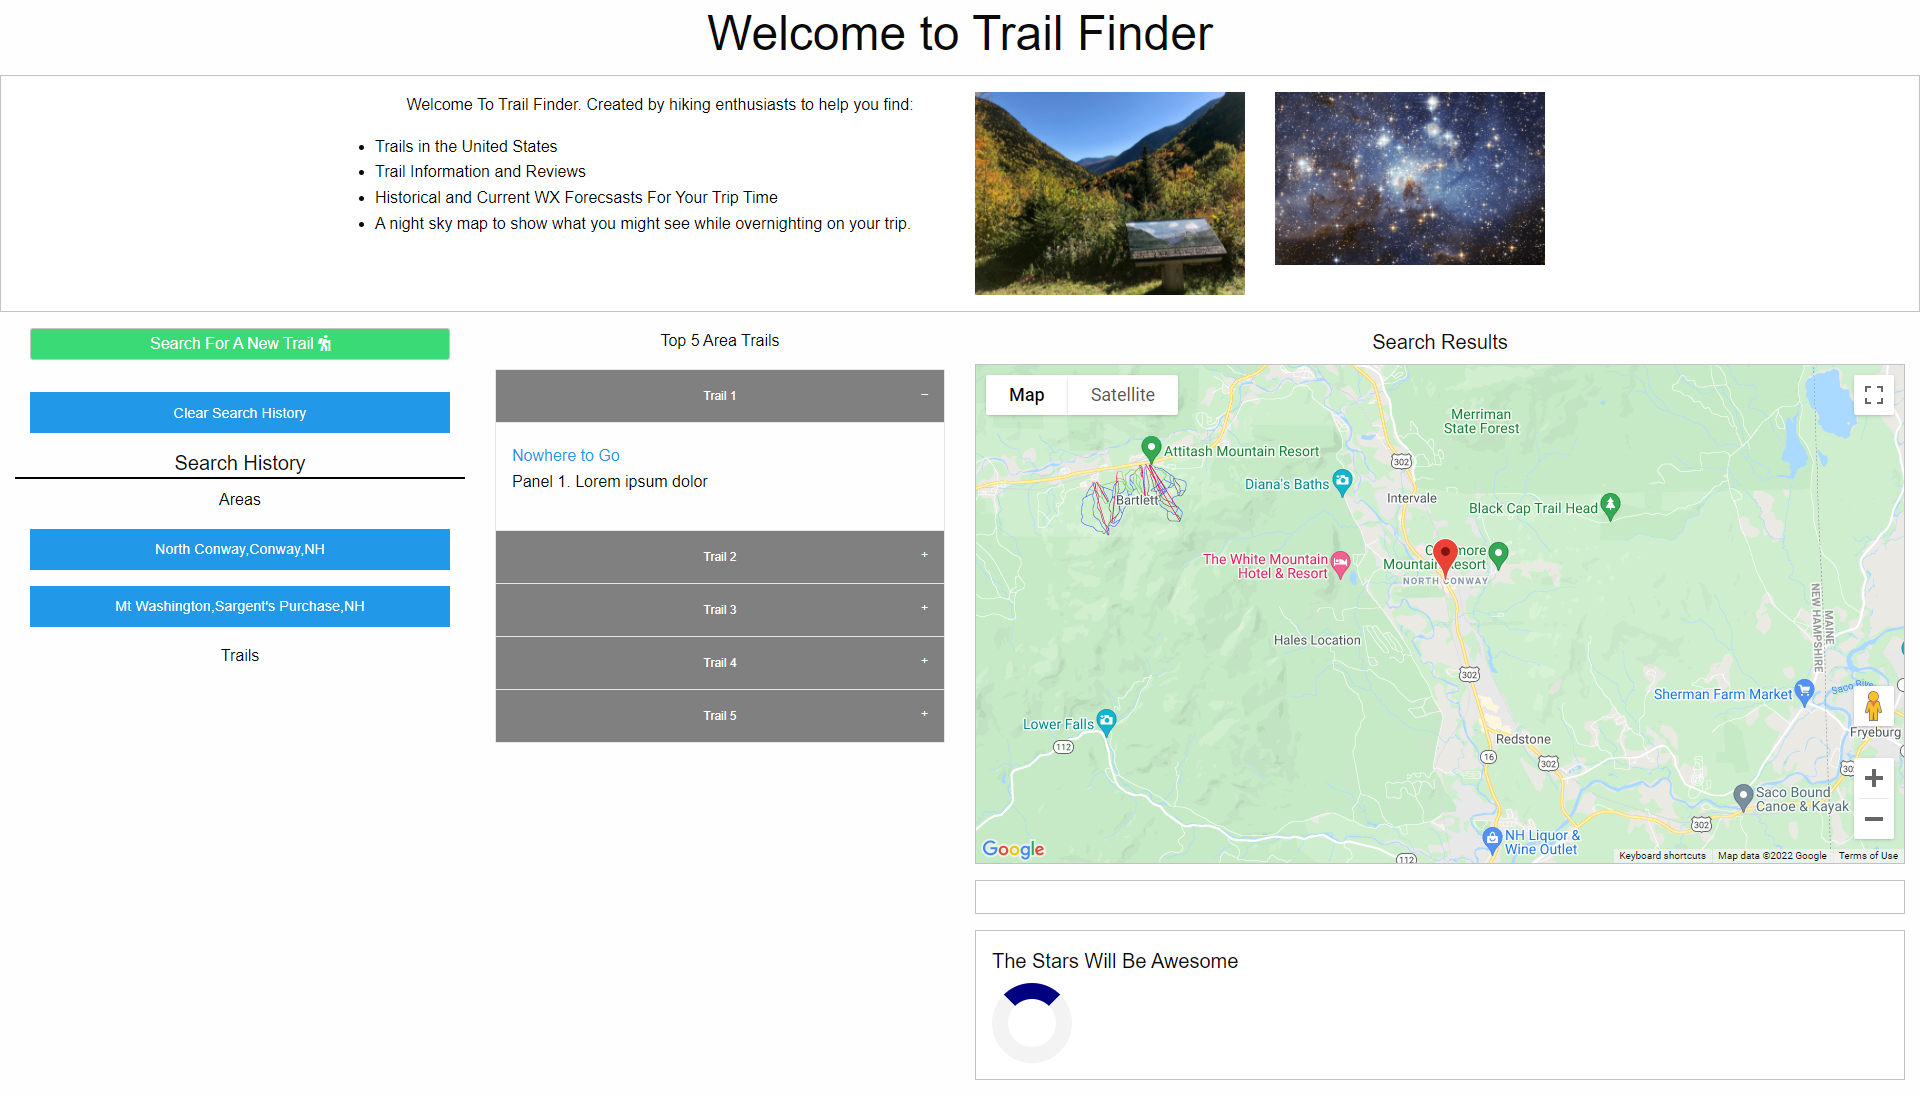 Welcome to Trail Finder
Welcome To Trail Finder. Created by hiking enthusiasts to help you find:
Trails in the United States
Trail Information and Reviews
Historical and Current WX Forecsasts For Your Trip Time
A night sky map to show what you might see while overnighting on your trip.
Search For A New Trail
Clear Search History
Search History
Areas
North Conway,Conway,NH
Mt Washington,Sargent's Purchase,NH
Trails
Top 5 Area Trails
Trail 1
−
Nowhere to Go
Panel 1. Lorem ipsum dolor
Trail 2
+
Trail 3
+
Trail 4
+
Trail 5
+
Search Results
Map
Satellite
Merriman
State Forest
Attitash Mountain Resort
302
Diana's Baths
Intervale
Bartlett
Black Cap Trail Head
The White Mountain
Hotel & Resort
Mountain Resort
NORTH CONWAY
MAINE
NEW HAMPSHIRE
Hales Location
302
Sherman Farm Market
Lower Falls
112
Redstone
Fryeburg
16
302
Saco Bound
Canoe & Kayak
302
NH Liquor &
Wine Outlet
112
Google
Keyboard shortcuts
Map data ©2022 Google
Terms of Use
The Stars Will Be Awesome